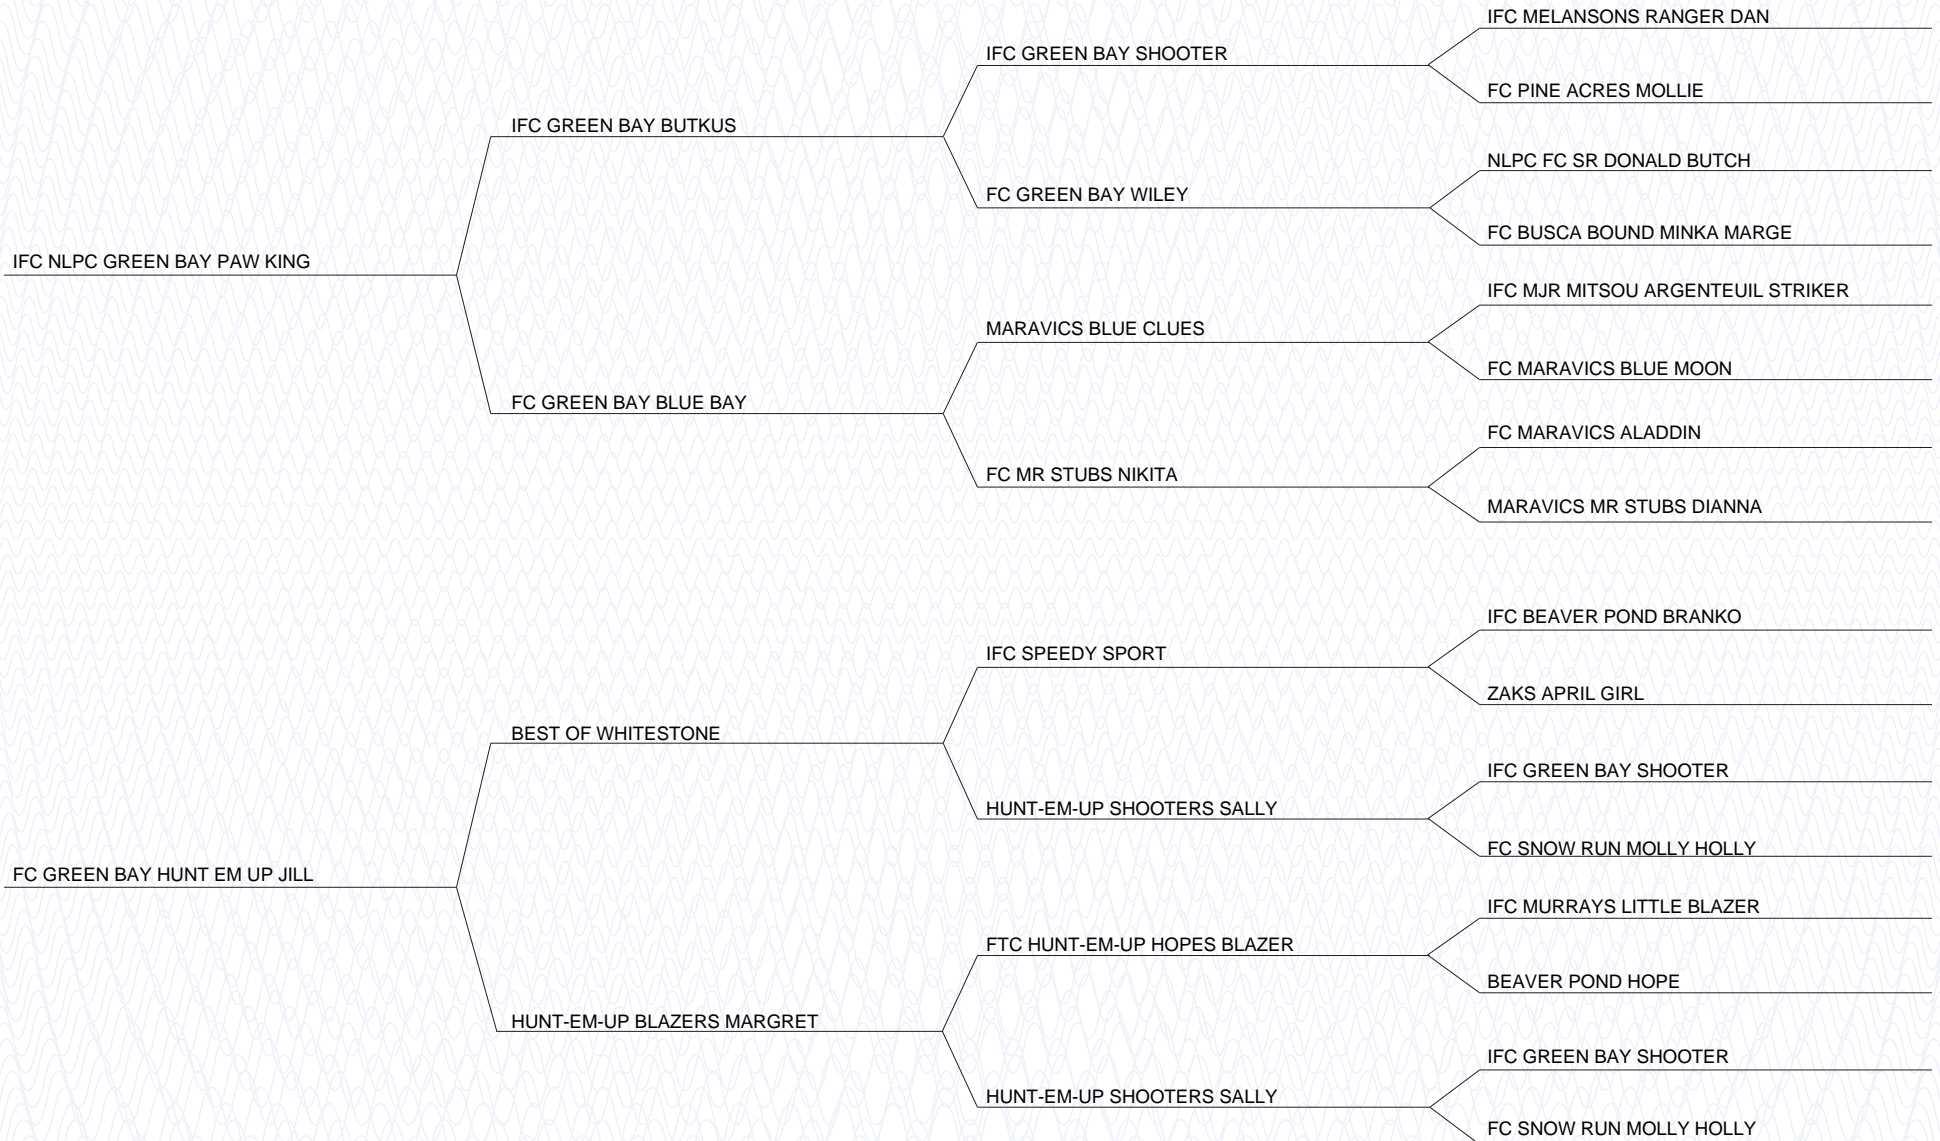 IFC MELANSONS RANGER DAN
IFC GREEN BAY SHOOTER
FC PINE ACRES MOLLIE
IFC GREEN BAY BUTKUS
NLPC FC SR DONALD BUTCH
FC GREEN BAY WILEY
FC BUSCA BOUND MINKA MARGE
IFC NLPC GREEN BAY PAW KING
IFC MJR MITSOU ARGENTEUIL STRIKER
MARAVICS BLUE CLUES
FC MARAVICS BLUE MOON
FC GREEN BAY BLUE BAY
FC MARAVICS ALADDIN
FC MR STUBS NIKITA
MARAVICS MR STUBS DIANNA
IFC BEAVER POND BRANKO
IFC SPEEDY SPORT
ZAKS APRIL GIRL
BEST OF WHITESTONE
IFC GREEN BAY SHOOTER
HUNT-EM-UP SHOOTERS SALLY
FC SNOW RUN MOLLY HOLLY
FC GREEN BAY HUNT EM UP JILL
IFC MURRAYS LITTLE BLAZER
FTC HUNT-EM-UP HOPES BLAZER
BEAVER POND HOPE
HUNT-EM-UP BLAZERS MARGRET
IFC GREEN BAY SHOOTER
HUNT-EM-UP SHOOTERS SALLY
FC SNOW RUN MOLLY HOLLY